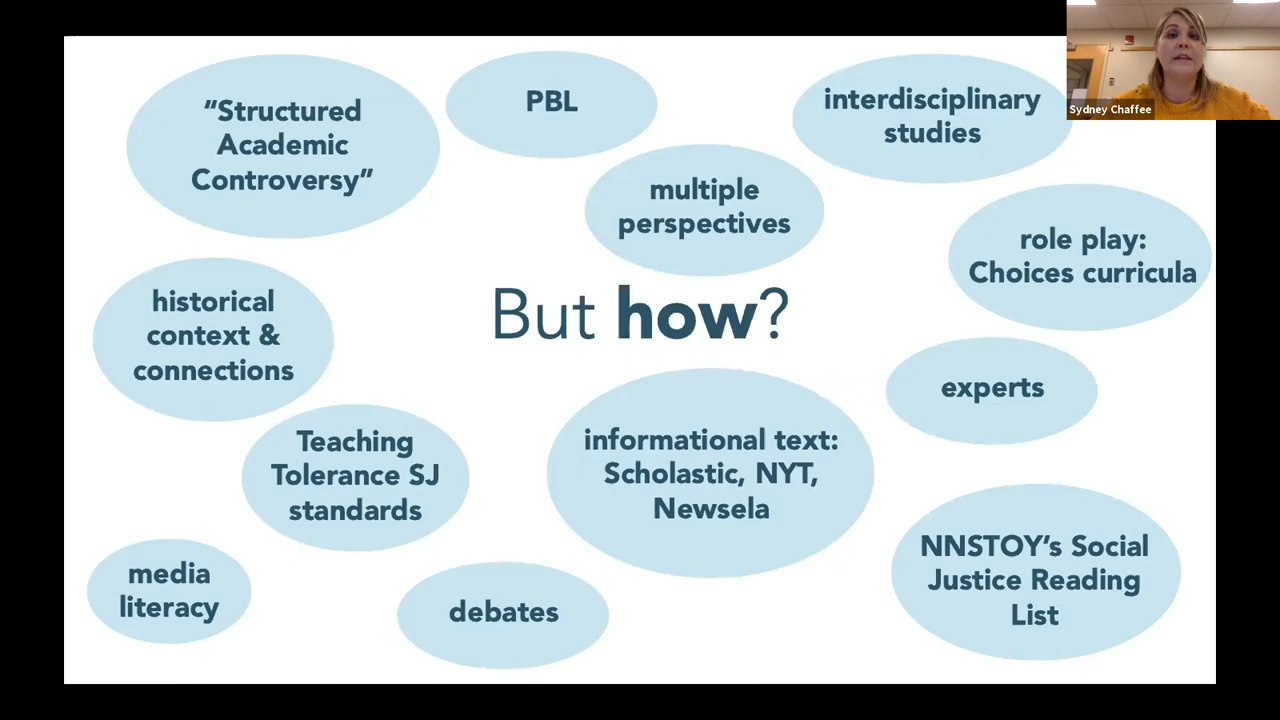 "Structured
Academic
Controversy"
PBL
interdisciplinary
studies
Sydney Chaffee
multiple
perspectives
role play:
Choices curricula
historical
context &
connections
But how?
experts
Teaching
Tolerance SJ
standards
informational text:
Scholastic, NYT,
Newsela
NNSTOY's Social
Justice Reading
List
media
literacy
debates